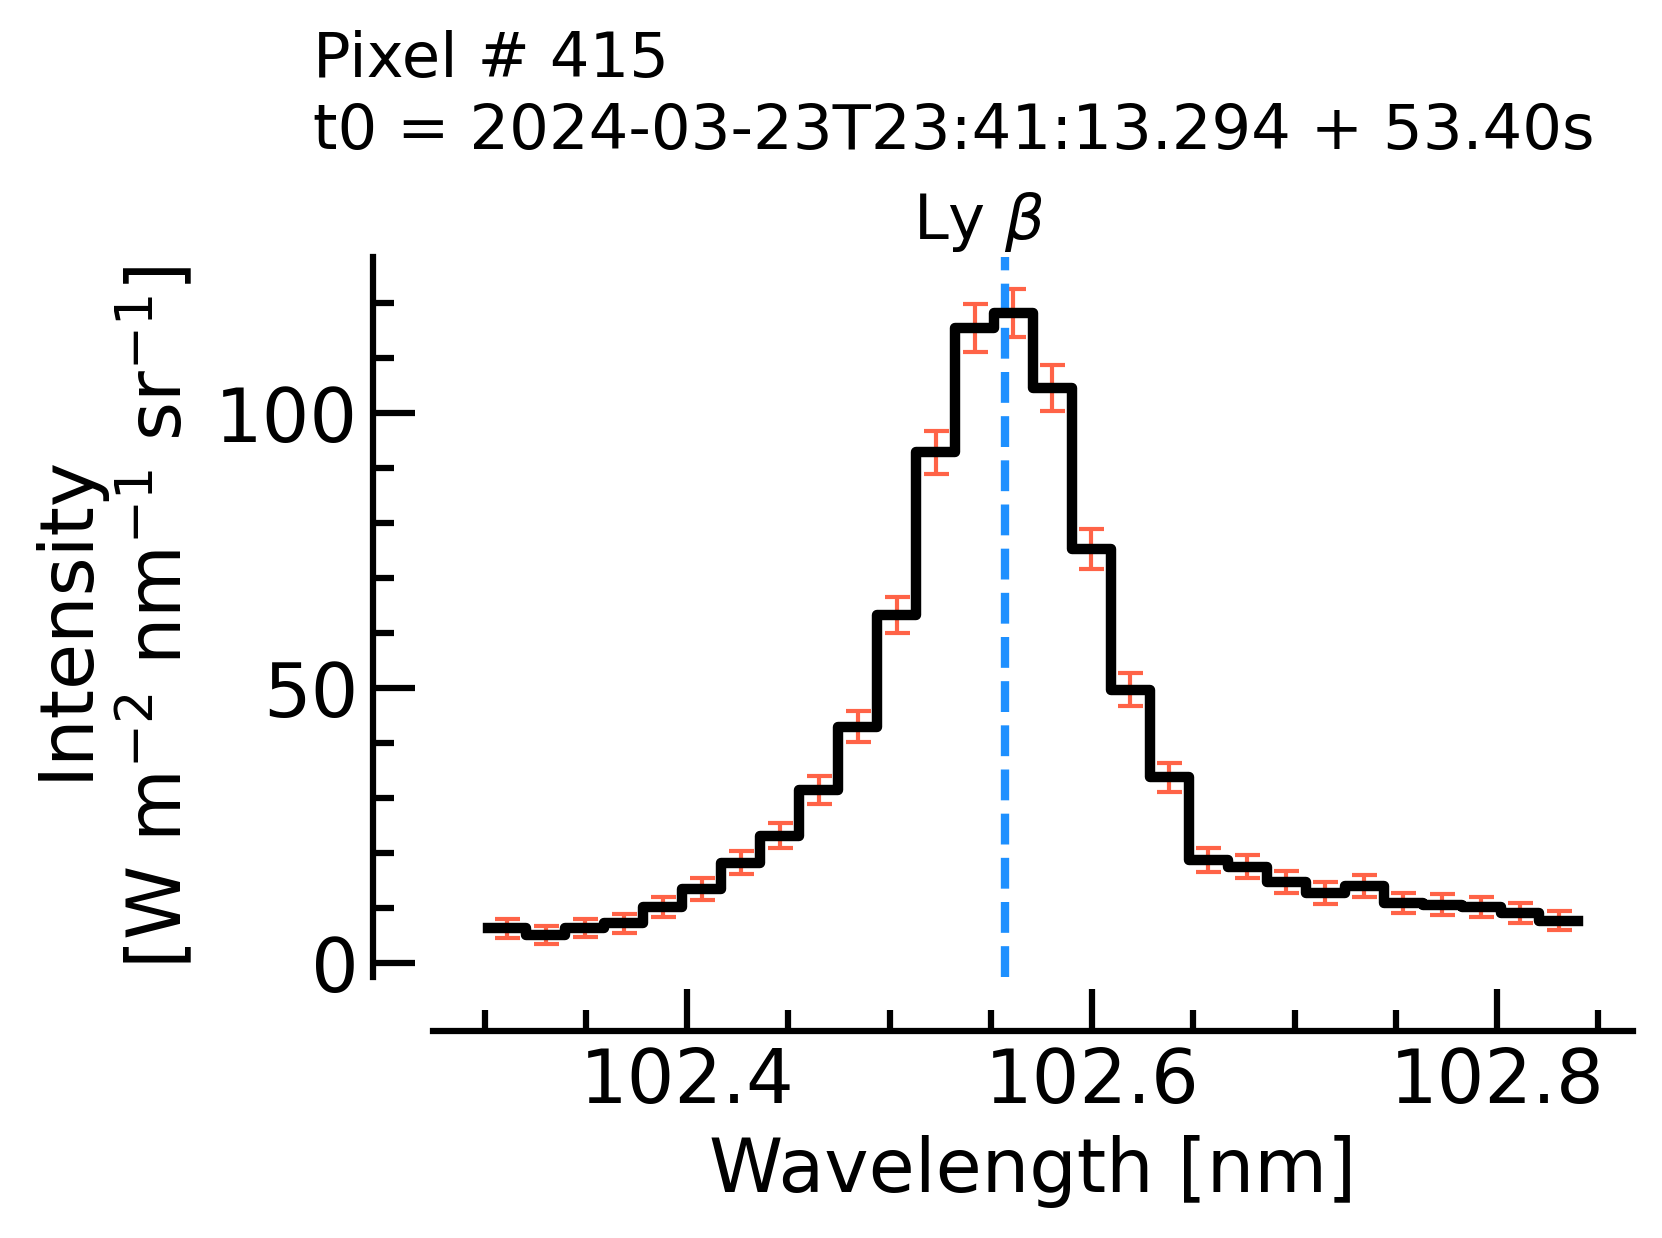 Pixel # 415
t0 = 2024-03-23T23:41:13.294 + 53.40s
Ly β
Intensity
[W m⁻² nm⁻¹ sr⁻¹]
100
50
0
102.4 102.6 102.8
Wavelength [nm]